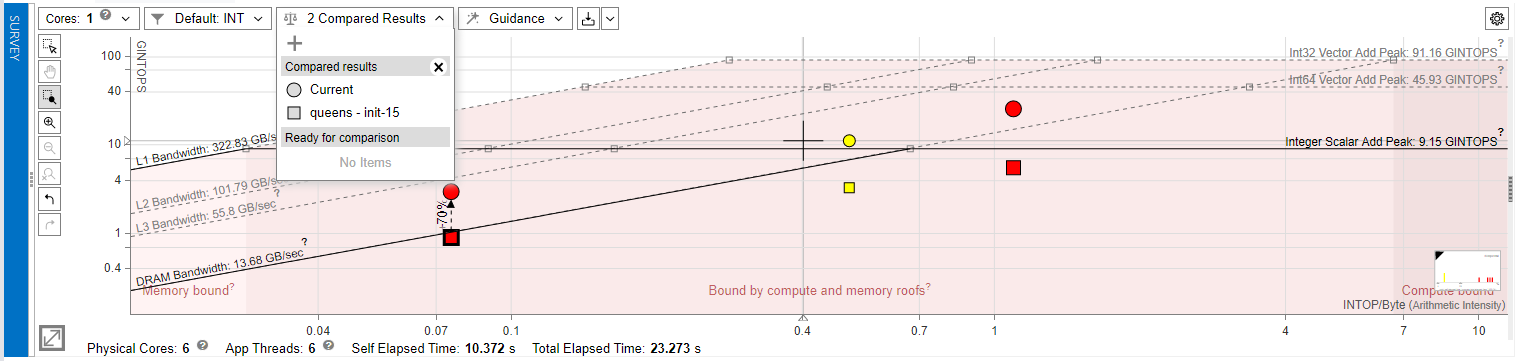 SURVEY
Cores: 1 ? Default: INT 2 Compared Results Guidance
Compared results
Current
queens - init-15
Ready for comparison
No Items
GINTOPS
100
40
10
4
1
0.4
L1 Bandwidth: 322.83 GB/s
L2 Bandwidth: 101.79 GB/s
L3 Bandwidth: 55.8 GB/sec ?
DRAM Bandwidth: 13.68 GB/sec ?
Int32 Vector Add Peak: 91.16 GINTOPS ?
Int64 Vector Add Peak: 45.93 GINTOPS ?
Integer Scalar Add Peak: 9.15 GINTOPS ?
Memory bound?
Bound by compute and memory roofs?
Compute bound
INTOP/Byte (Arithmetic Intensity)
0.04 0.07 0.1 0.4 0.7 1 4 7 10
Physical Cores: 6 ? App Threads: 6 ? Self Elapsed Time: 10.372 s Total Elapsed Time: 23.273 s